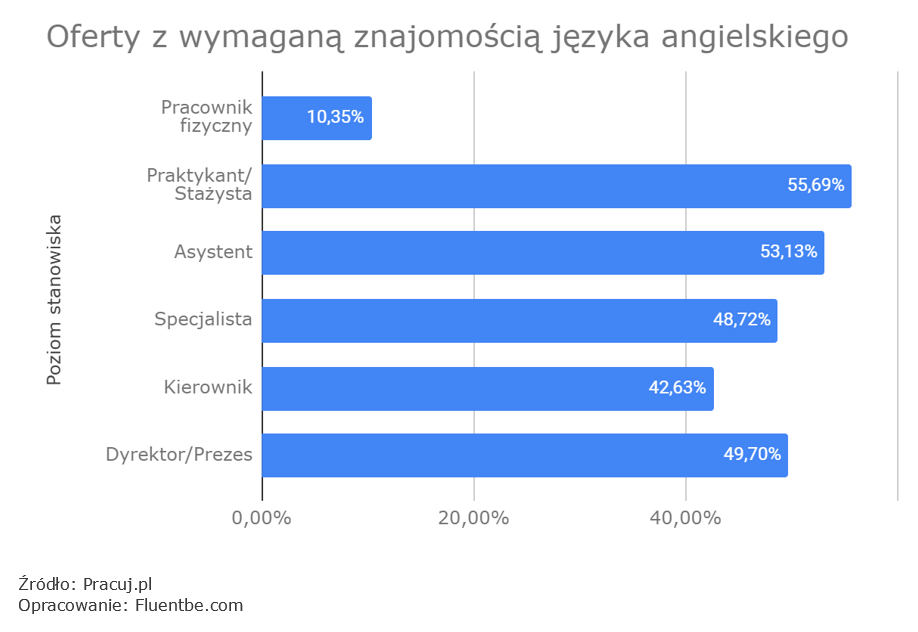 Oferty z wymaganą znajomością języka angielskiego
Poziom stanowiska
Pracownik
fizyczny
10,35%
Praktykant/
Stażysta
55,69%
Asystent
53,13%
Specjalista
48,72%
Kierownik
42,63%
Dyrektor/Prezes
49,70%
0,00%
20,00%
40,00%
Źródło: Pracuj.pl
Opracowanie: Fluentbe.com